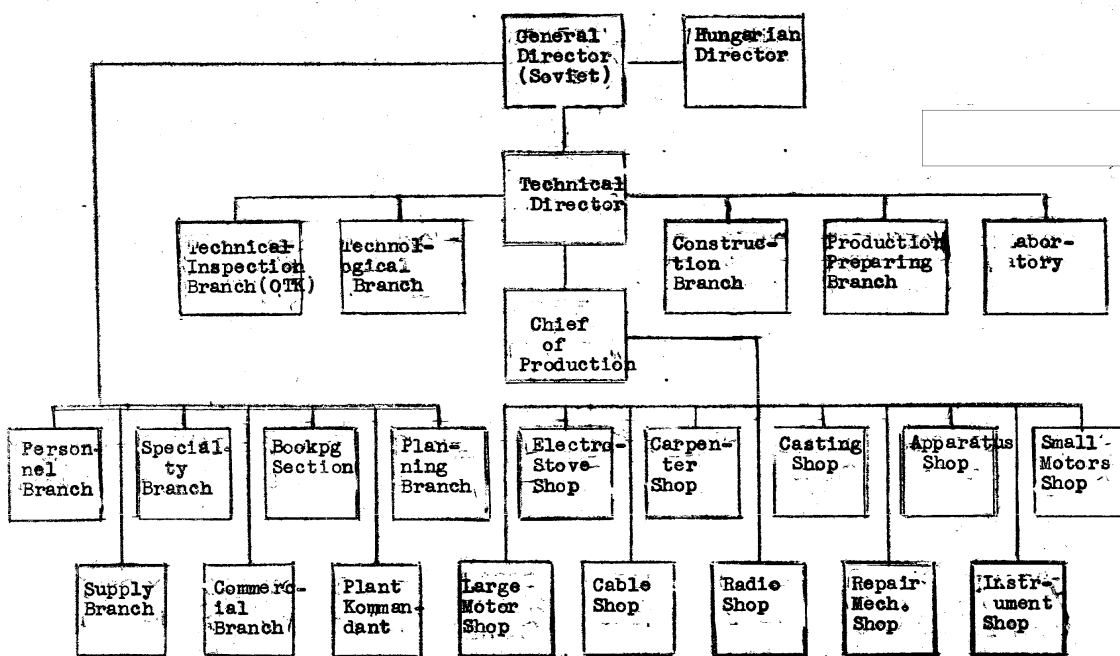 General
Director
(Soviet)
Hungarian
Director
Technical
Director
Technical
Inspection
Branch(OTK)
Technol-
ogical
Branch
Construc-
tion
Branch
Production
Preparing
Branch
Labor-
atory
Chief
of
Production
Person-
nel
Branch
Special-
ty
Branch
Bookpg
Section
Plan-
ning
Branch
Electro-
Stove
Shop
Carpen-
ter
Shop
Casting
Shop
Apparatus
Shop
Small
Motors
Shop
Supply
Branch
Commerc-
ial
Branch
Plant
Komman-
dant
Large
Motor
Shop
Cable
Shop
Radio
Shop
Repair
Mech.
Shop
Instr-
ument
Shop